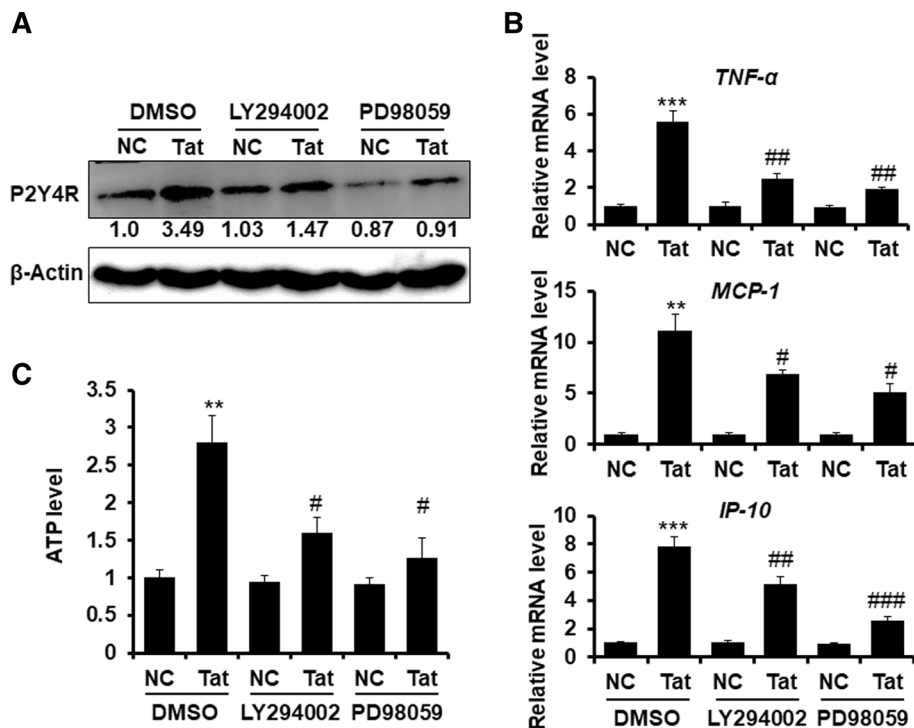 A
DMSO LY294002 PD98059
NC Tat NC Tat NC Tat
P2Y4R
1.0 3.49 1.03 1.47 0.87 0.91
β-Actin
B
TNF-α
Relative mRNA level
8
6
4
2
0
***
##
##
NC Tat NC Tat NC Tat
MCP-1
Relative mRNA level
15
10
5
0
**
#
#
NC Tat NC Tat NC Tat
IP-10
Relative mRNA level
10
8
6
4
2
0
***
##
###
NC Tat NC Tat NC Tat
DMSO LY294002 PD98059
C
ATP level
3.5
3
2.5
2
1.5
1
0.5
0
**
#
#
NC Tat NC Tat NC Tat
DMSO LY294002 PD98059